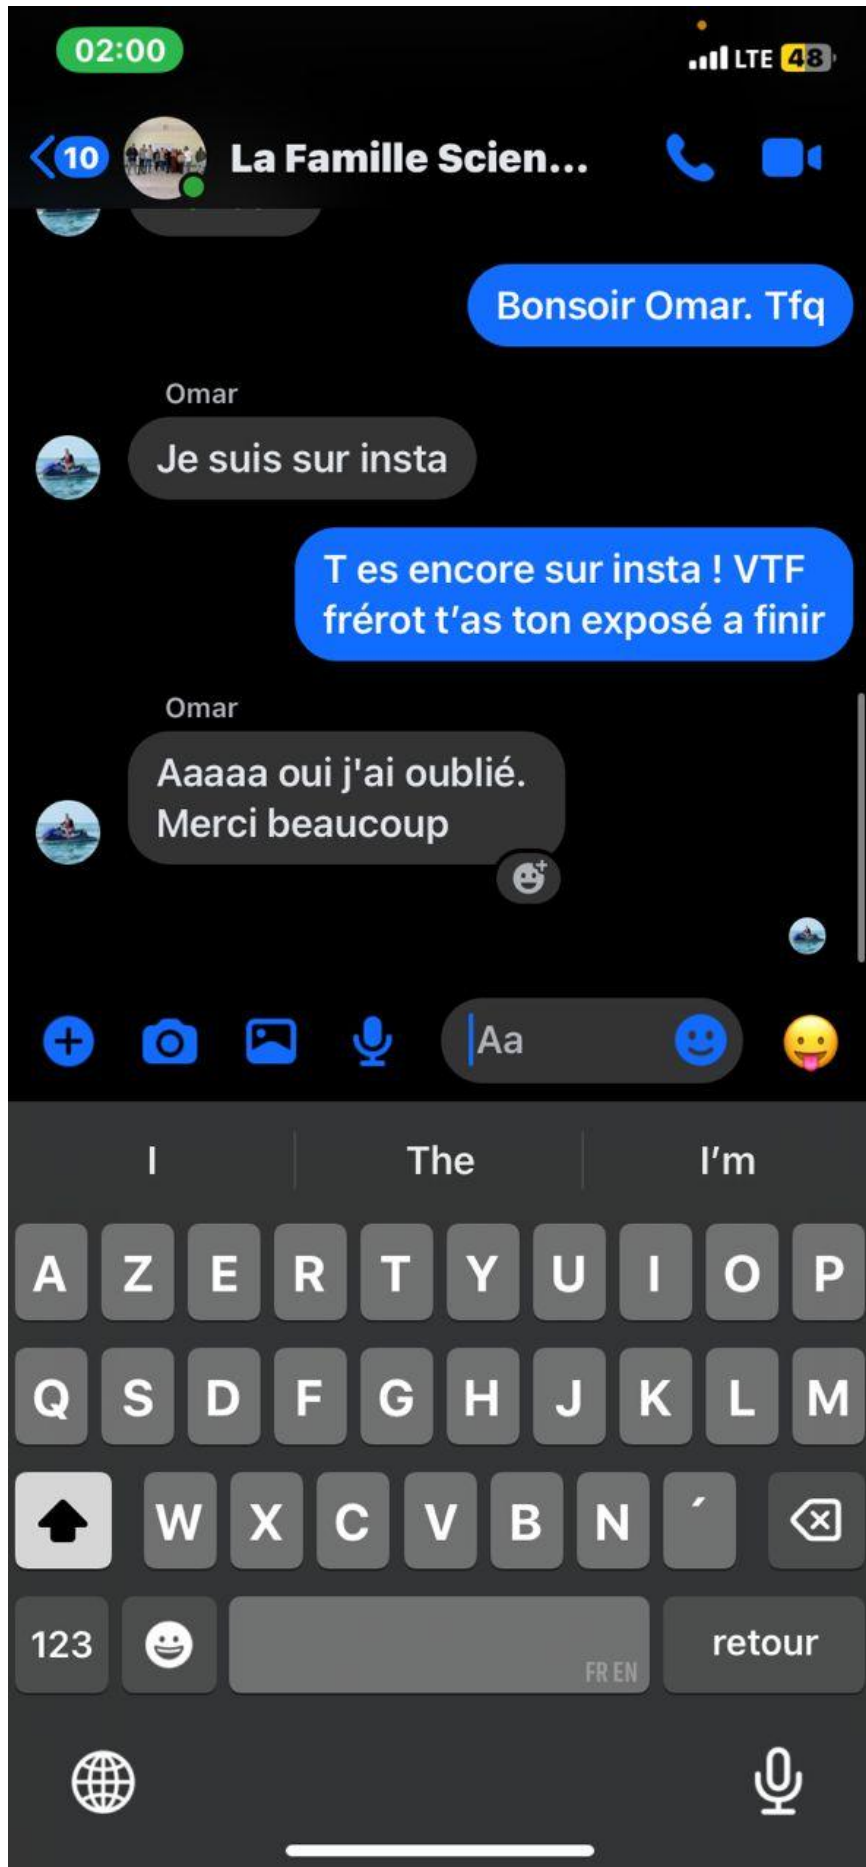 02:00
LTE 48
10 La Famille Scien...
Bonsoir Omar. Tfq
Omar
Je suis sur insta
T es encore sur insta ! VTF
frérot t’as ton exposé a finir
Omar
Aaaaa oui j'ai oublié.
Merci beaucoup
Aa
I The I’m
A Z E R T Y U I O P
Q S D F G H J K L M
W X C V B N ´
123 retour
FR EN